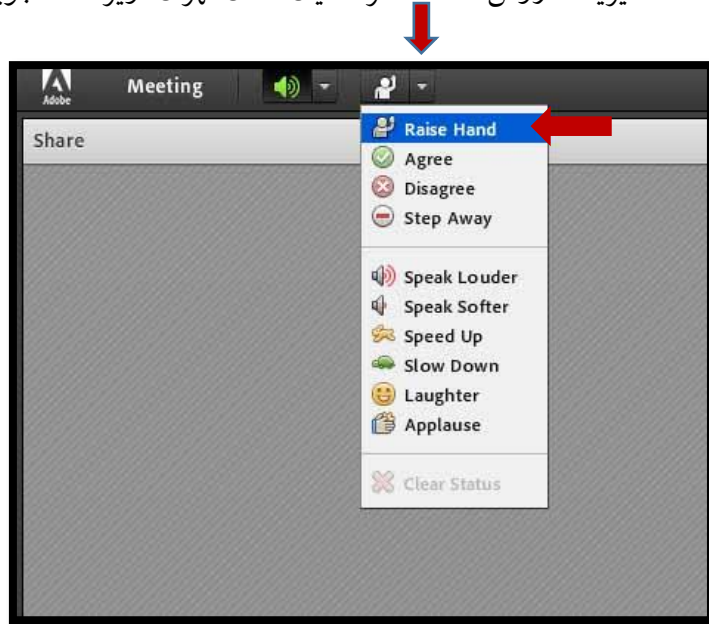 Adobe
Meeting
Share
Raise Hand
Agree
Disagree
Step Away
Speak Louder
Speak Softer
Speed Up
Slow Down
Laughter
Applause
Clear Status